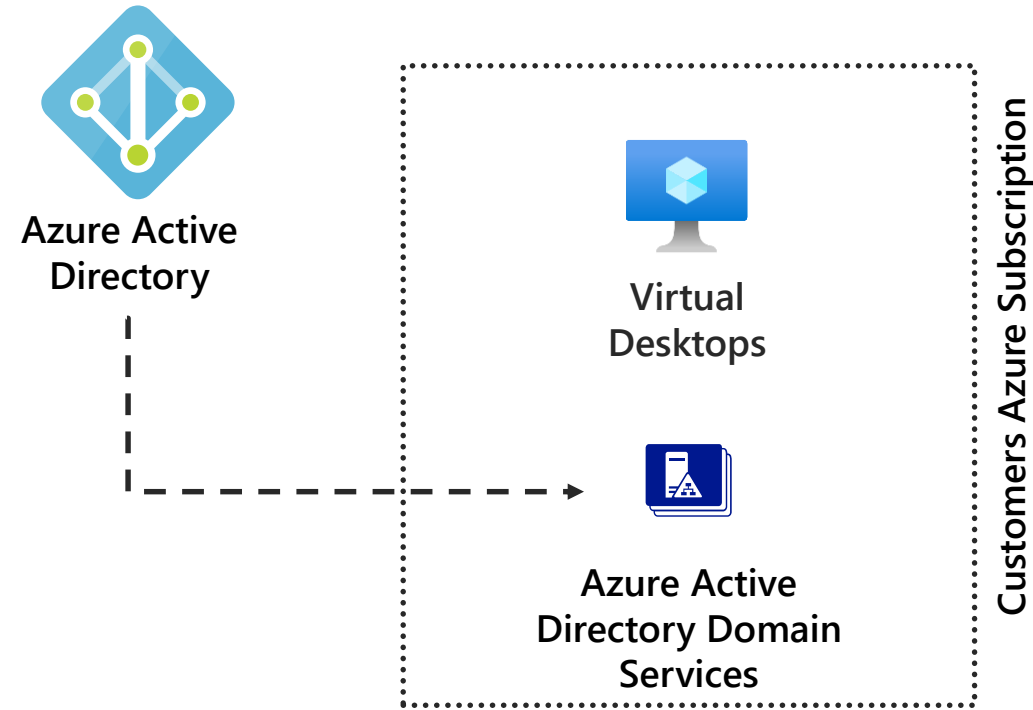 Azure Active
Directory
Virtual
Desktops
Azure Active
Directory Domain
Services
Customers Azure Subscription